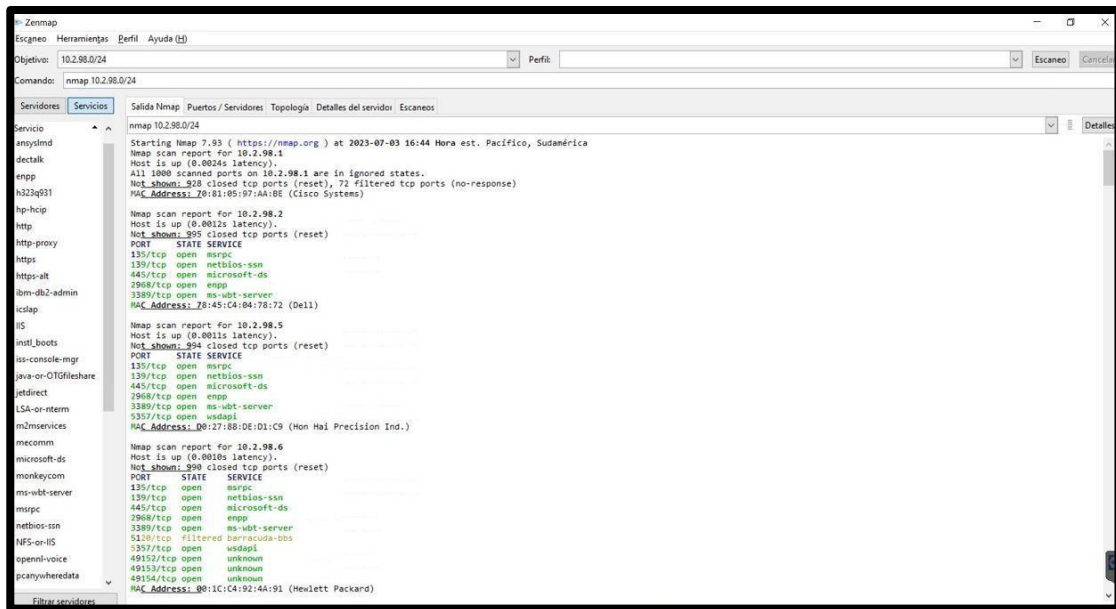 Zenmap
Escaneo Herramientas Perfil Ayuda (H)
Objetivo: 10.2.98.0/24 Perfil: Escaneo Cancelar
Comando: nmap 10.2.98.0/24
Servidores Servicios Salida Nmap Puertos / Servidores Topología Detalles del servidor Escaneos
Servicio
ansyslmd
dectalk
enpp
h323q931
hp-hcip
http
http-proxy
https
https-alt
ibm-db2-admin
icslap
IIS
instl_boots
iss-console-mgr
java-or-OTGfileshare
jetdirect
LSA-or-nterm
m2mservices
mecomm
microsoft-ds
monkeycom
ms-wbt-server
msrpc
netbios-ssn
NFS-or-IIS
opennl-voice
pcanywheredata
Filtrar servidores
nmap 10.2.98.0/24 Detalles
Starting Nmap 7.93 ( https://nmap.org ) at 2023-07-03 16:44 Hora est. Pacífico, Sudamérica
Nmap scan report for 10.2.98.1
Host is up (0.0024s latency).
All 1000 scanned ports on 10.2.98.1 are in ignored states.
Not shown: 928 closed tcp ports (reset), 72 filtered tcp ports (no-response)
MAC Address: 70:81:05:97:AA:BE (Cisco Systems)
Nmap scan report for 10.2.98.2
Host is up (0.0012s latency).
Not shown: 995 closed tcp ports (reset)
PORT STATE SERVICE
135/tcp open msrpc
139/tcp open netbios-ssn
445/tcp open microsoft-ds
2968/tcp open enpp
3389/tcp open ms-wbt-server
MAC Address: 78:45:C4:04:78:72 (Dell)
Nmap scan report for 10.2.98.5
Host is up (0.0011s latency).
Not shown: 994 closed tcp ports (reset)
PORT STATE SERVICE
135/tcp open msrpc
139/tcp open netbios-ssn
445/tcp open microsoft-ds
2968/tcp open enpp
3389/tcp open ms-wbt-server
5357/tcp open wsdapi
MAC Address: D0:27:88:DE:D1:C9 (Hon Hai Precision Ind.)
Nmap scan report for 10.2.98.6
Host is up (0.0010s latency).
Not shown: 990 closed tcp ports (reset)
PORT STATE SERVICE
135/tcp open msrpc
139/tcp open netbios-ssn
445/tcp open microsoft-ds
2968/tcp open enpp
3389/tcp open ms-wbt-server
5120/tcp filtered barracuda-bbs
5357/tcp open wsdapi
49152/tcp open unknown
49153/tcp open unknown
49154/tcp open unknown
MAC Address: 00:1C:C4:92:4A:91 (Hewlett Packard)